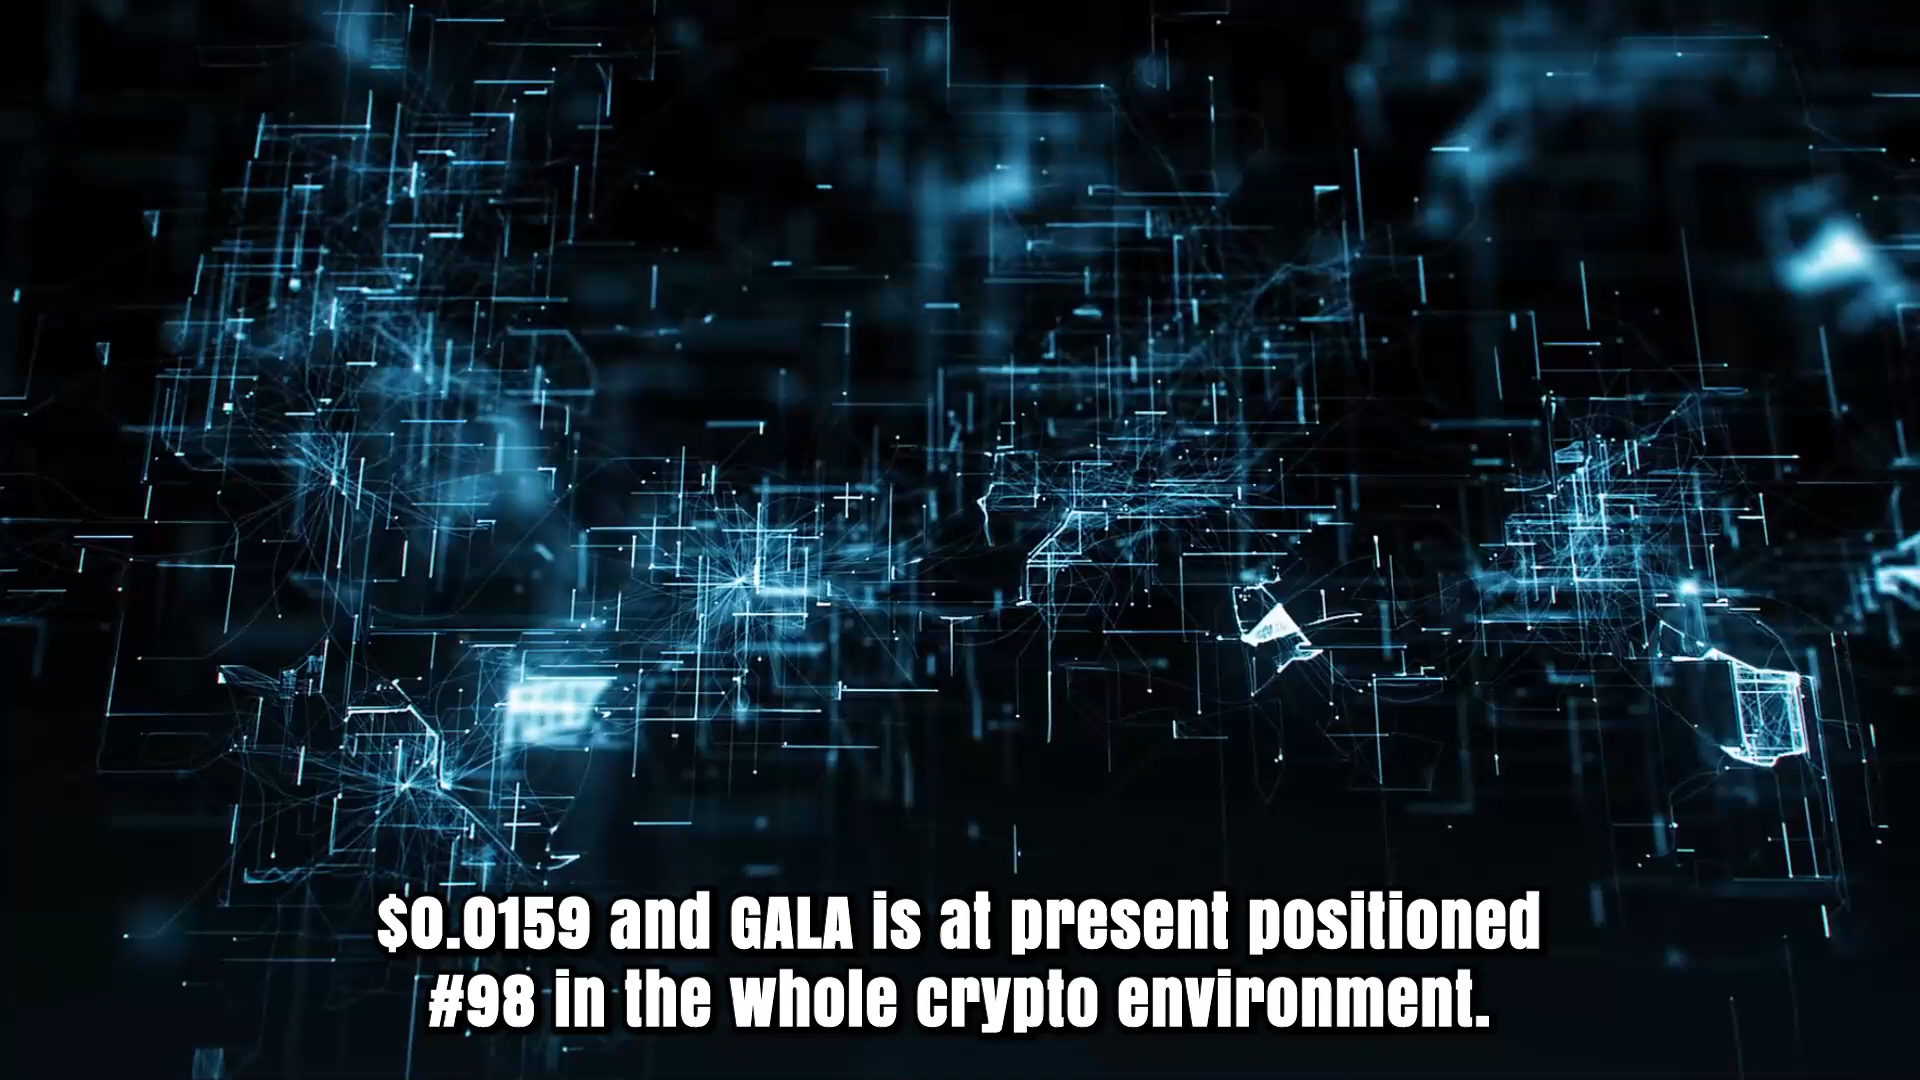 $0.0159 and GALA is at present positioned
#98 in the whole crypto environment.